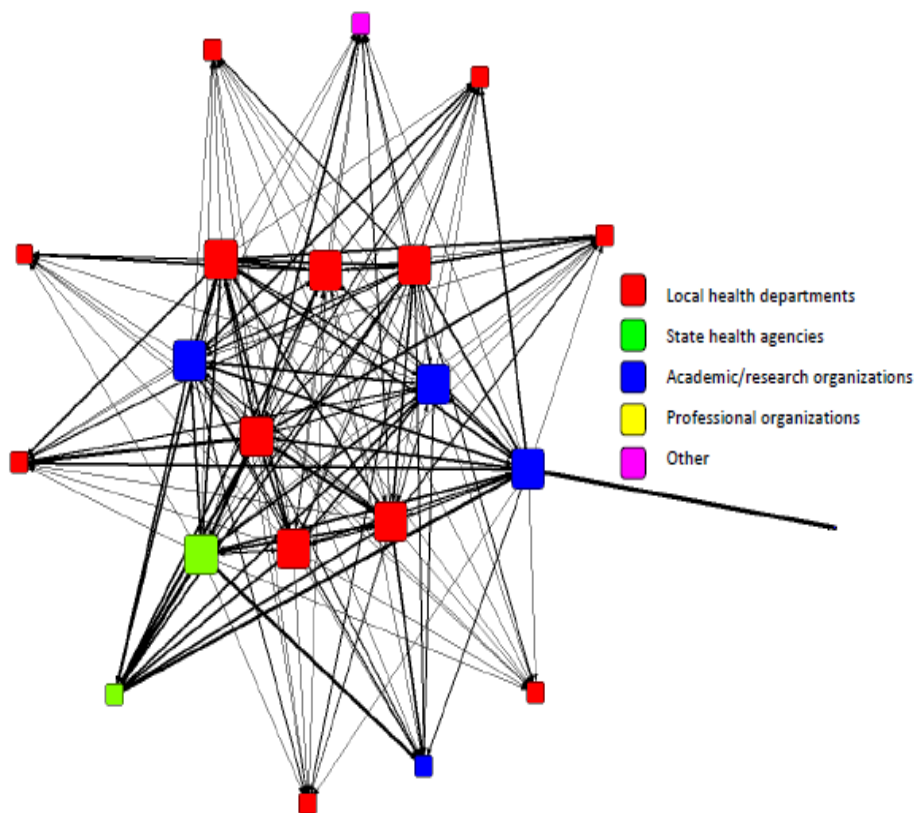 Local health departments
State health agencies
Academic/research organizations
Professional organizations
Other